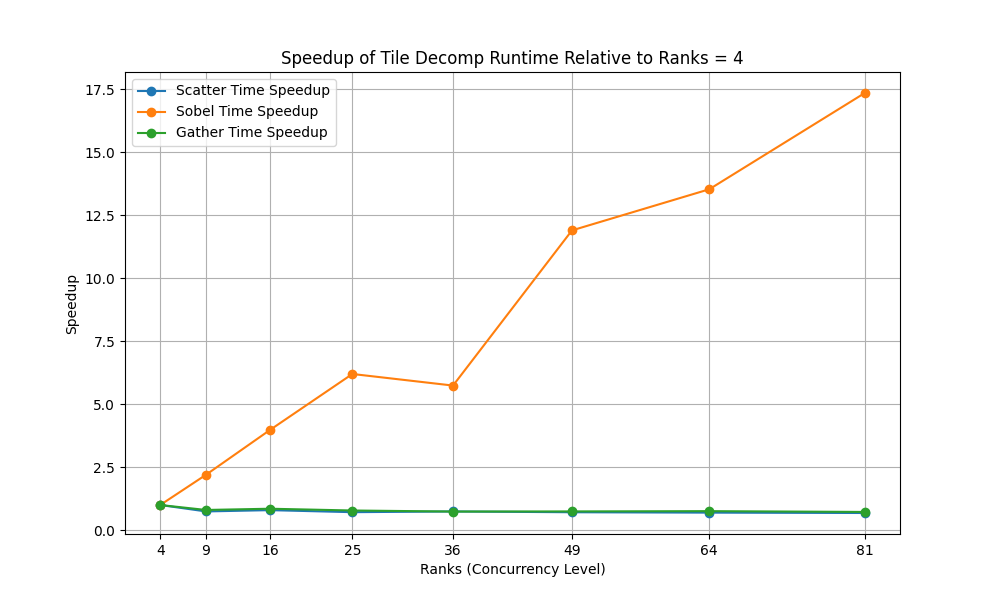 Speedup of Tile Decomp Runtime Relative to Ranks = 4
Scatter Time Speedup
Sobel Time Speedup
Gather Time Speedup
Speedup
17.5
15.0
12.5
10.0
7.5
5.0
2.5
0.0
4 9 16 25 36 49 64 81
Ranks (Concurrency Level)